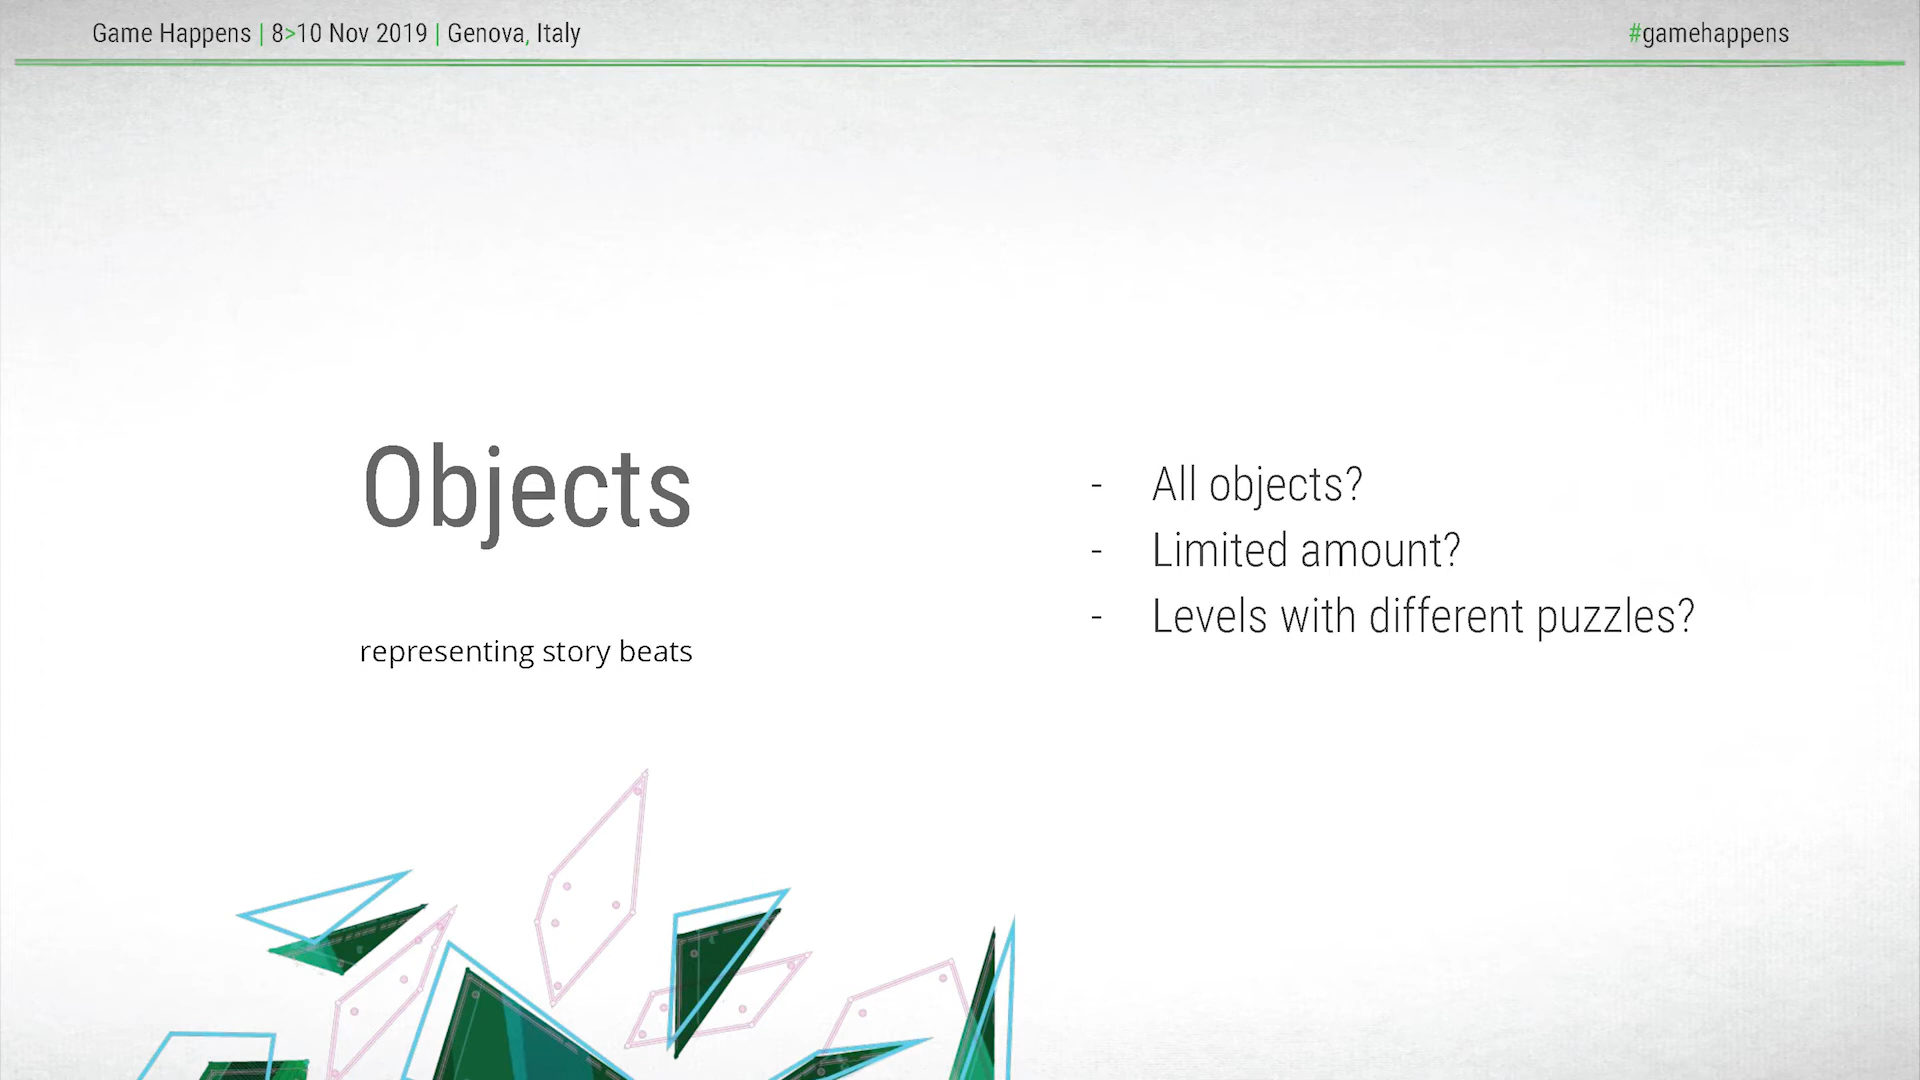 Game Happens | 8>10 Nov 2019 | Genova, Italy
#gamehappens
Objects
representing story beats
- All objects?
- Limited amount?
- Levels with different puzzles?